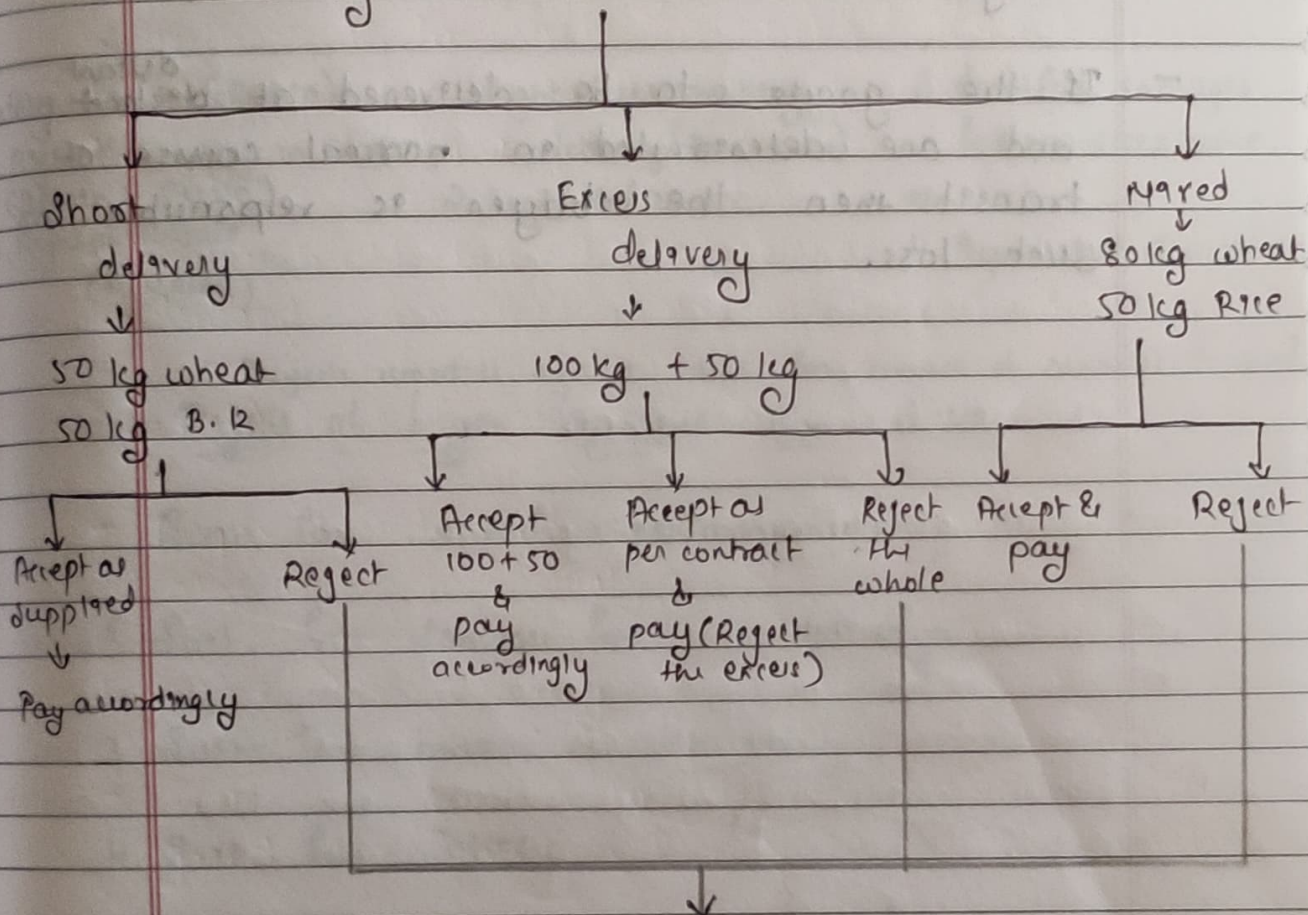 Short
delivery
50 kg wheat
50 kg B.R
Accept as
supplied
Pay accordingly
Reject
Excess
delivery
100 kg + 50 kg
Accept
100 + 50
&
pay
accordingly
Accept as
per contract
&
pay (Reject
the excess)
Reject
the
whole
Mixed
80 kg wheat
50 kg Rice
Accept &
pay
Reject